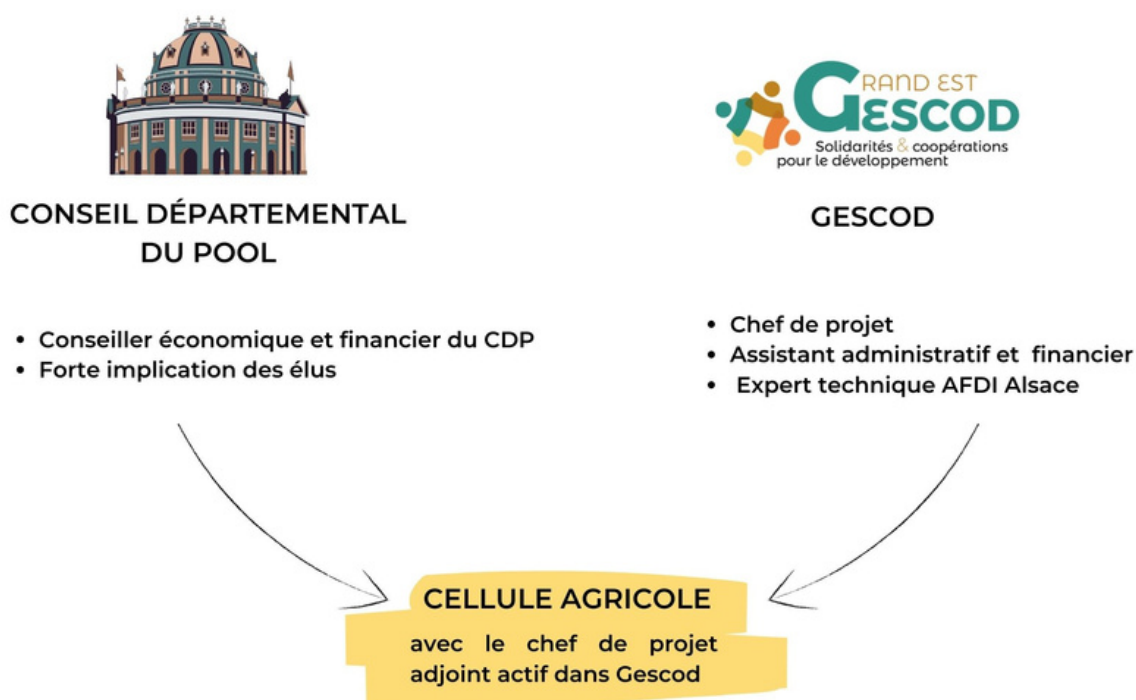 GRAND EST
GESCOD
Solidarités & coopérations
pour le développement
CONSEIL DÉPARTEMENTAL
DU POOL
GESCOD
• Conseiller économique et financier du CDP
• Forte implication des élus
• Chef de projet
• Assistant administratif et financier
• Expert technique AFDI Alsace
CELLULE AGRICOLE
avec le chef de projet
adjoint actif dans Gescod